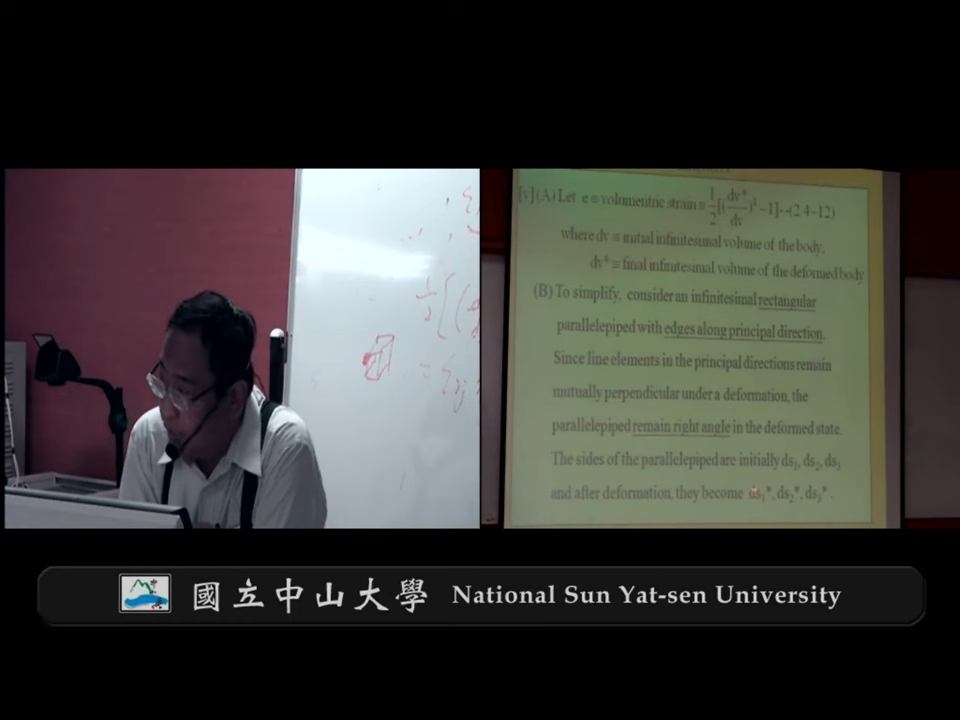 [v] (A) Let e ≡ volumentric strain ≡ 1/2[(dv*/dv)²-1]--(2.4-12)
where dv ≡ initial infinitesimal volume of the body,
dv* ≡ final infinitesimal volume of the deformed body
(B) To simplify, consider an infinitesimal rectangular
parallelepiped with edges along principal direction.
Since line elements in the principal directions remain
mutually perpendicular under a deformation, the
parallelepiped remain right angle in the deformed state.
The sides of the parallelepiped are initially ds₁, ds₂, ds₃
and after deformation, they become ds₁*, ds₂*, ds₃*.
國立中山大學 National Sun Yat-sen University